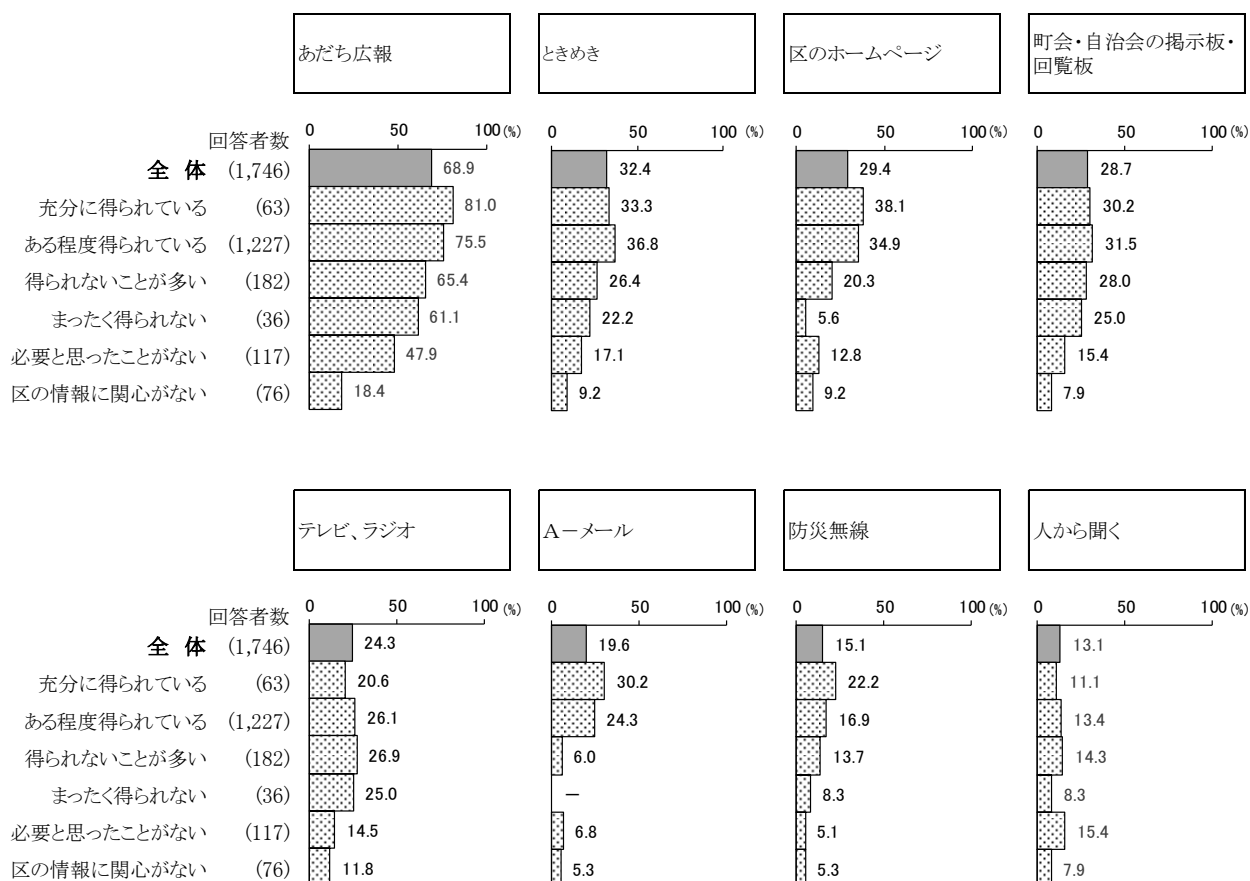 あだち広報
ときめき
区のホームページ
町会・自治会の掲示板・
回覧板
回答者数 0 50 100(%) 0 50 100 (%) 0 50 100(%) 0 50 100(%)
全 体 (1,746) 68.9 32.4 29.4 28.7
充分に得られている (63) 81.0 33.3 38.1 30.2
ある程度得られている (1,227) 75.5 36.8 34.9 31.5
得られないことが多い (182) 65.4 26.4 20.3 28.0
まったく得られない (36) 61.1 22.2 5.6 25.0
必要と思ったことがない (117) 47.9 17.1 12.8 15.4
区の情報に関心がない (76) 18.4 9.2 9.2 7.9
テレビ、ラジオ
A-メール
防災無線
人から聞く
回答者数 0 50 100(%) 0 50 100(%) 0 50 100(%) 0 50 100(%)
全 体 (1,746) 24.3 19.6 15.1 13.1
充分に得られている (63) 20.6 30.2 22.2 11.1
ある程度得られている (1,227) 26.1 24.3 16.9 13.4
得られないことが多い (182) 26.9 6.0 13.7 14.3
まったく得られない (36) 25.0 - 8.3 8.3
必要と思ったことがない (117) 14.5 6.8 5.1 15.4
区の情報に関心がない (76) 11.8 5.3 5.3 7.9